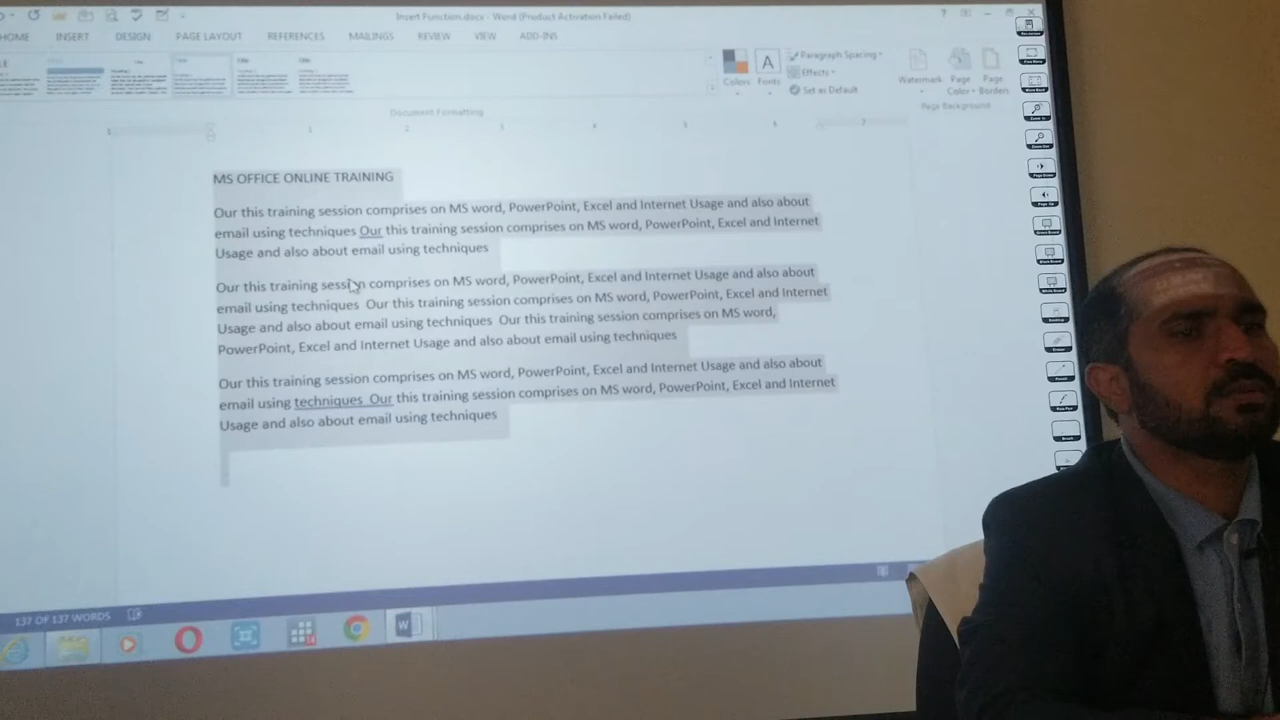 Insert Function.docx - Word (Product Activation Failed)
HOME INSERT DESIGN PAGE LAYOUT REFERENCES MAILINGS REVIEW VIEW ADD-INS
Colors Fonts
Paragraph Spacing
Effects
Set as Default
Watermark Page Color Page Borders
Document Formatting
Page Background
MS OFFICE ONLINE TRAINING
Our this training session comprises on MS word, PowerPoint, Excel and Internet Usage and also about
email using techniques Our this training session comprises on MS word, PowerPoint, Excel and Internet
Usage and also about email using techniques
Our this training session comprises on MS word, PowerPoint, Excel and Internet Usage and also about
email using techniques Our this training session comprises on MS word, PowerPoint, Excel and Internet
Usage and also about email using techniques Our this training session comprises on MS word,
PowerPoint, Excel and Internet Usage and also about email using techniques
Our this training session comprises on MS word, PowerPoint, Excel and Internet Usage and also about
email using techniques Our this training session comprises on MS word, PowerPoint, Excel and Internet
Usage and also about email using techniques
137 OF 137 WORDS